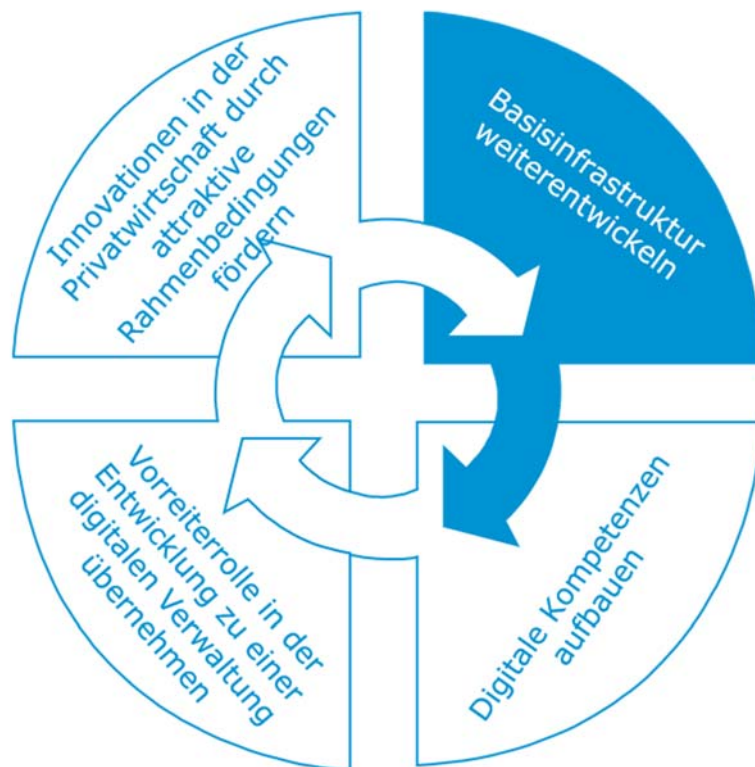 Innovationen in der
Privatwirtschaft durch
attraktive
Rahmenbedingungen
fördern
Basisinfrastruktur
weiterentwickeln
Digitale Kompetenzen
aufbauen
Vorreiterrolle in der
Entwicklung zu einer
digitalen Verwaltung
übernehmen